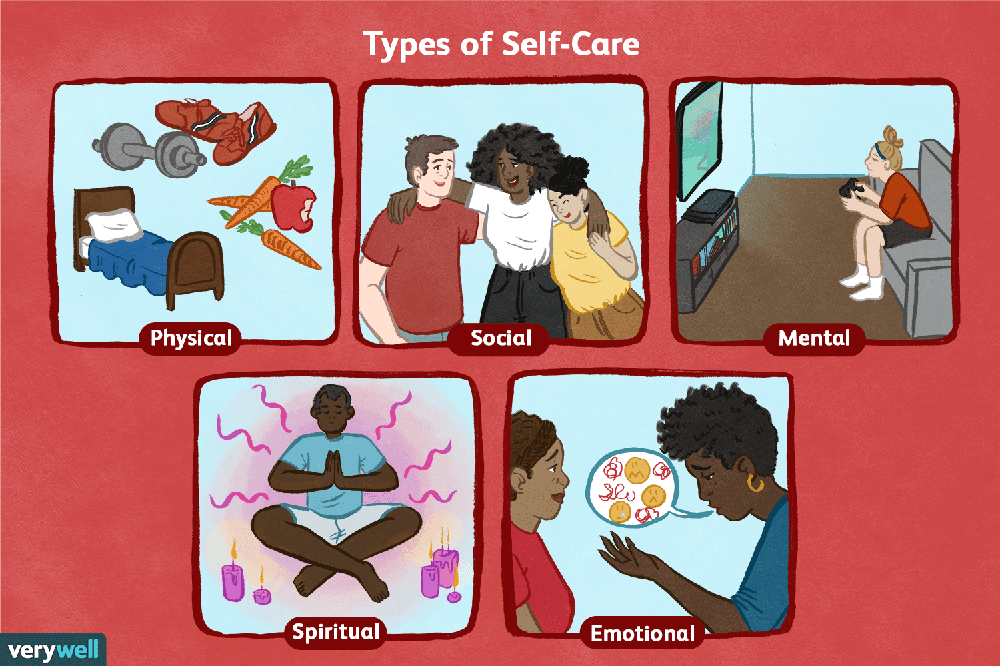 Types of Self-Care
Physical
Social
Mental
Spiritual
Emotional
verywell